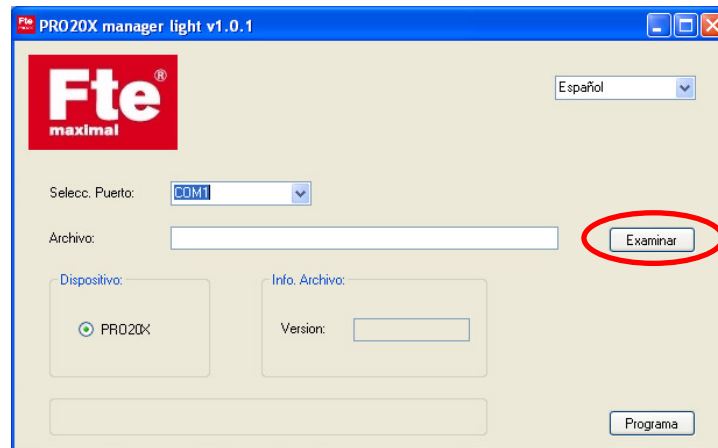 PRO20X manager light v1.0.1
Fte®
maximal
Español
Selecc. Puerto: COM1
Archivo: Examinar
Dispositivo: Info. Archivo:
PRO20X Version:
Programa